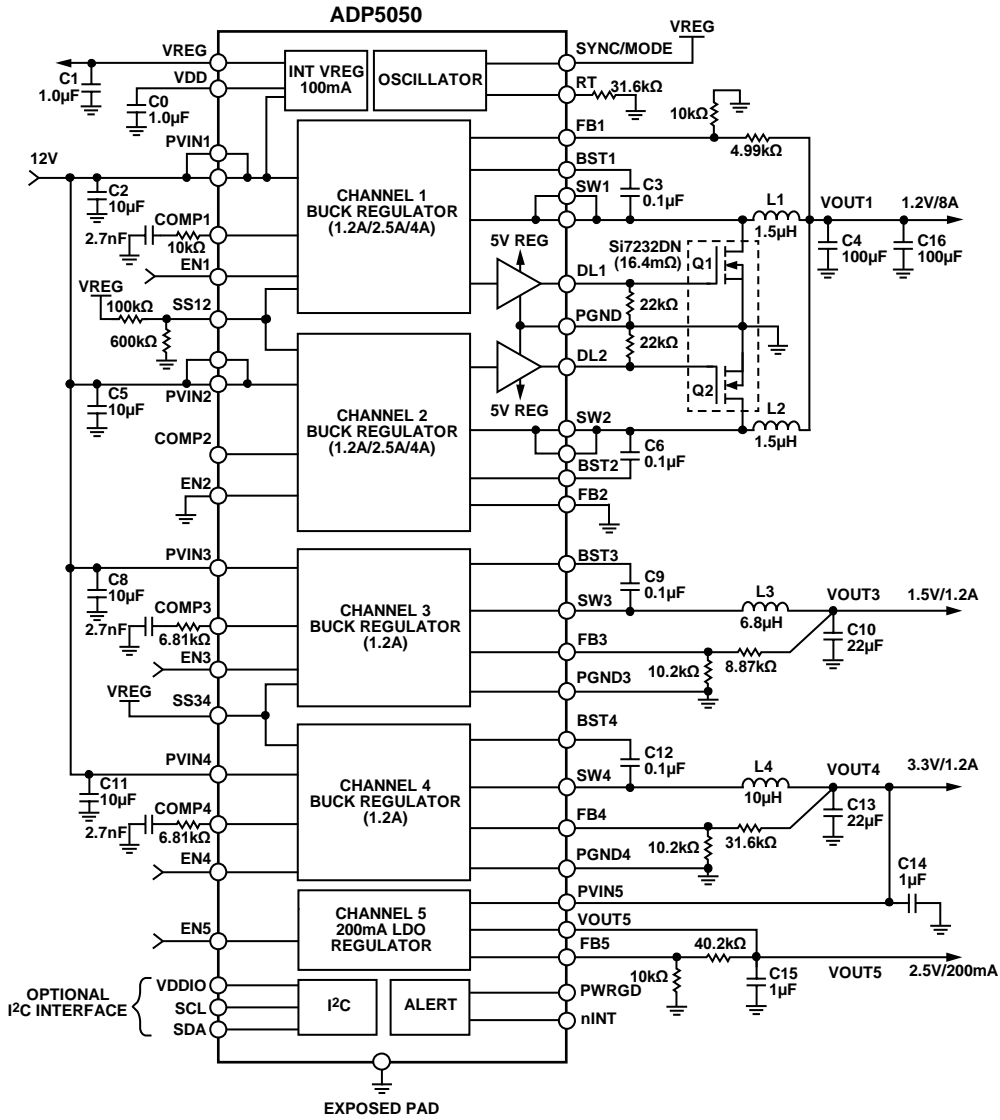 ADP5050
VREG
C1
1.0µF
VDD
C0
1.0µF
INT VREG
100mA
OSCILLATOR
SYNC/MODE
VREG
RT
31.6kΩ
10kΩ
FB1
4.99kΩ
PVIN1
12V
C2
10µF
COMP1
2.7nF
10kΩ
EN1
CHANNEL 1
BUCK REGULATOR
(1.2A/2.5A/4A)
BST1
C3
0.1µF
SW1
L1
1.5µH
VOUT1
1.2V/8A
C4
100µF
C16
100µF
5V REG
Si7232DN
(16.4mΩ)
Q1
DL1
22kΩ
PGND
22kΩ
DL2
Q2
5V REG
VREG
100kΩ
SS12
600kΩ
C5
10µF
PVIN2
COMP2
EN2
CHANNEL 2
BUCK REGULATOR
(1.2A/2.5A/4A)
L2
1.5µH
SW2
C6
0.1µF
BST2
FB2
PVIN3
C8
10µF
COMP3
2.7nF
6.81kΩ
EN3
CHANNEL 3
BUCK REGULATOR
(1.2A)
BST3
C9
0.1µF
SW3
L3
6.8µH
VOUT3
1.5V/1.2A
C10
22µF
FB3
10.2kΩ
8.87kΩ
PGND3
VREG
SS34
PVIN4
C11
10µF
COMP4
2.7nF
6.81kΩ
EN4
CHANNEL 4
BUCK REGULATOR
(1.2A)
BST4
C12
0.1µF
SW4
L4
10µH
VOUT4
3.3V/1.2A
C13
22µF
FB4
10.2kΩ
31.6kΩ
PGND4
C14
1µF
PVIN5
EN5
CHANNEL 5
200mA LDO
REGULATOR
VOUT5
FB5
40.2kΩ
10kΩ
C15
1µF
VOUT5
2.5V/200mA
OPTIONAL
I²C INTERFACE
VDDIO
SCL
SDA
I²C
ALERT
PWRGD
nINT
EXPOSED PAD